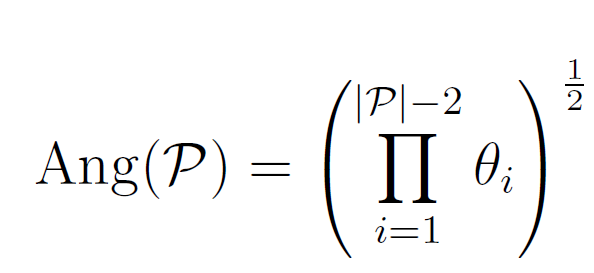 Ang(𝒫) = ( ∏_{i=1}^{|𝒫|−2} θ_i )^{1/2}